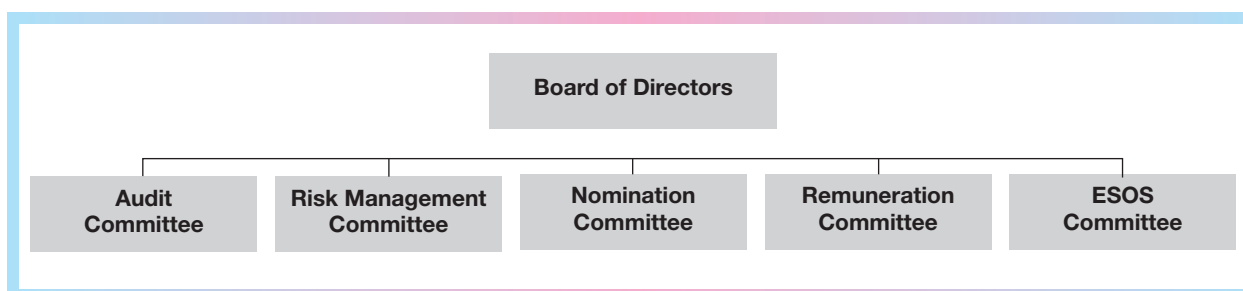 Board of Directors
Audit
Committee
Risk Management
Committee
Nomination
Committee
Remuneration
Committee
ESOS
Committee